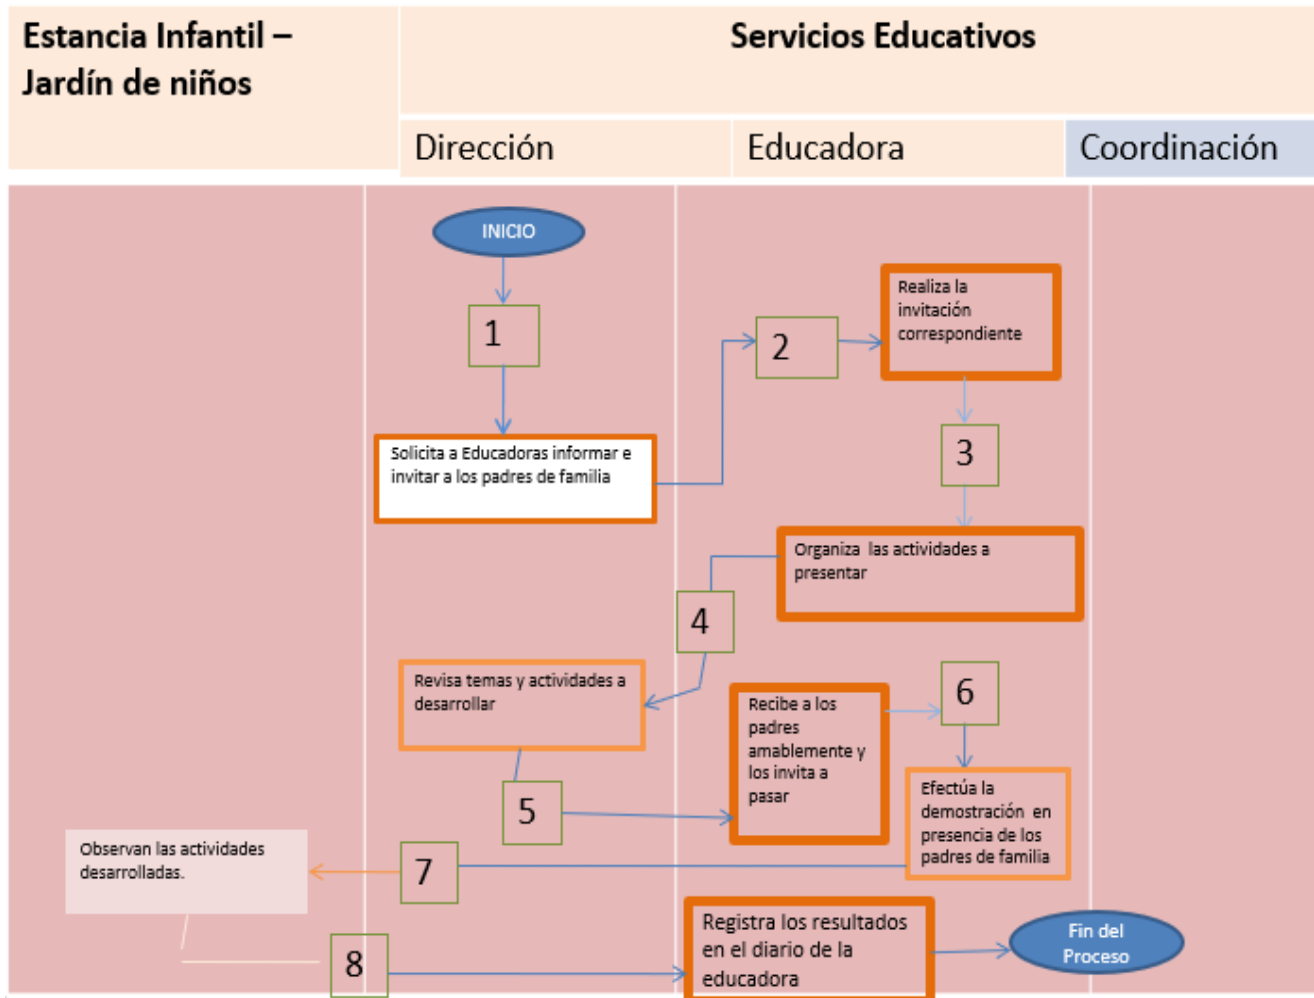 Estancia Infantil –
Jardín de niños
Servicios Educativos
Dirección
Educadora
Coordinación
INICIO
1
Solicita a Educadoras informar e
invitar a los padres de familia
2
Realiza la
invitación
correspondiente
3
Organiza las actividades a
presentar
4
Revisa temas y actividades a
desarrollar
5
Recibe a los
padres
amablemente y
los invita a
pasar
6
Efectúa la
demostración en
presencia de los
padres de familia
7
Observan las actividades
desarrolladas.
8
Registra los resultados
en el diario de la
educadora
Fin del
Proceso